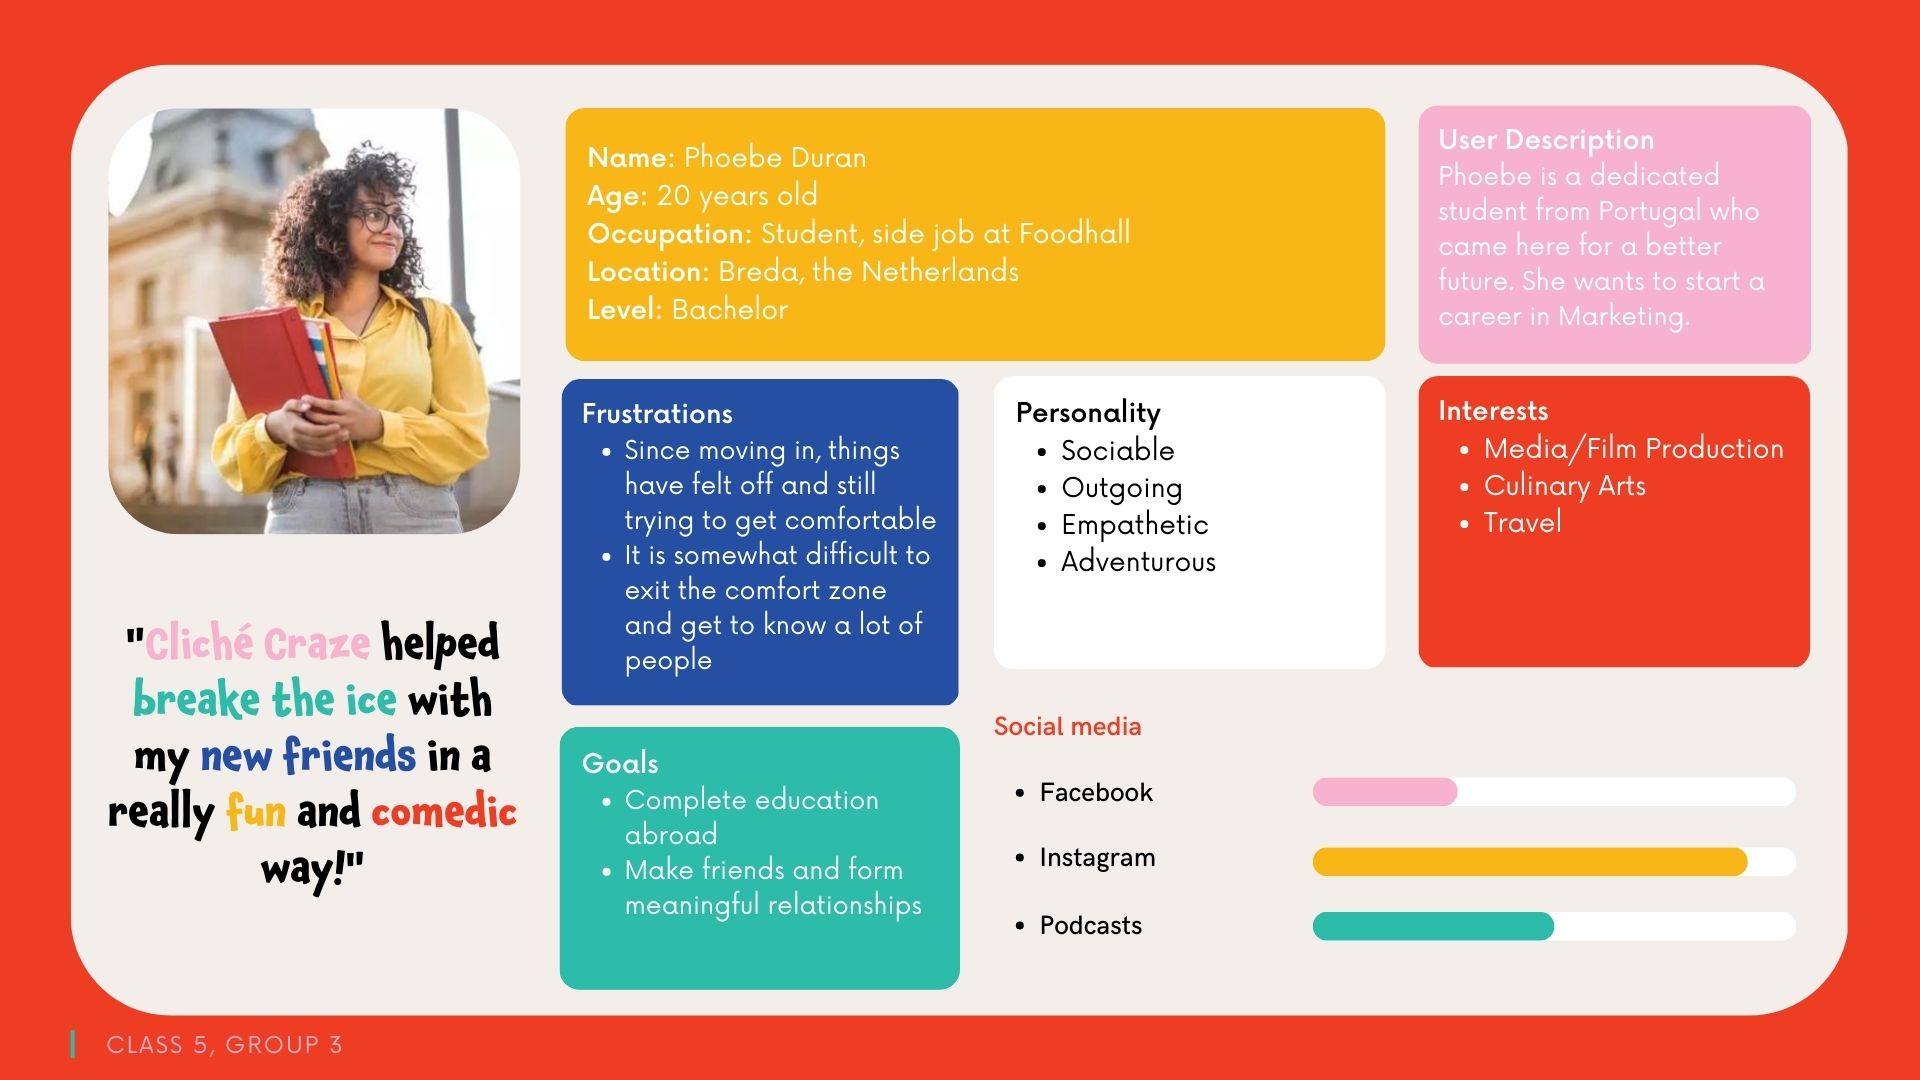 Name: Phoebe Duran
Age: 20 years old
Occupation: Student, side job at Foodhall
Location: Breda, the Netherlands
Level: Bachelor
User Description
Phoebe is a dedicated
student from Portugal who
came here for a better
future. She wants to start a
career in Marketing.
Frustrations
• Since moving in, things
have felt off and still
trying to get comfortable
• It is somewhat difficult to
exit the comfort zone
and get to know a lot of
people
Personality
• Sociable
• Outgoing
• Empathetic
• Adventurous
Interests
• Media/Film Production
• Culinary Arts
• Travel
"Cliché Craze helped
breake the ice with
my new friends in a
really fun and comedic
way!"
Goals
• Complete education
abroad
• Make friends and form
meaningful relationships
Social media
• Facebook
• Instagram
• Podcasts
CLASS 5, GROUP 3